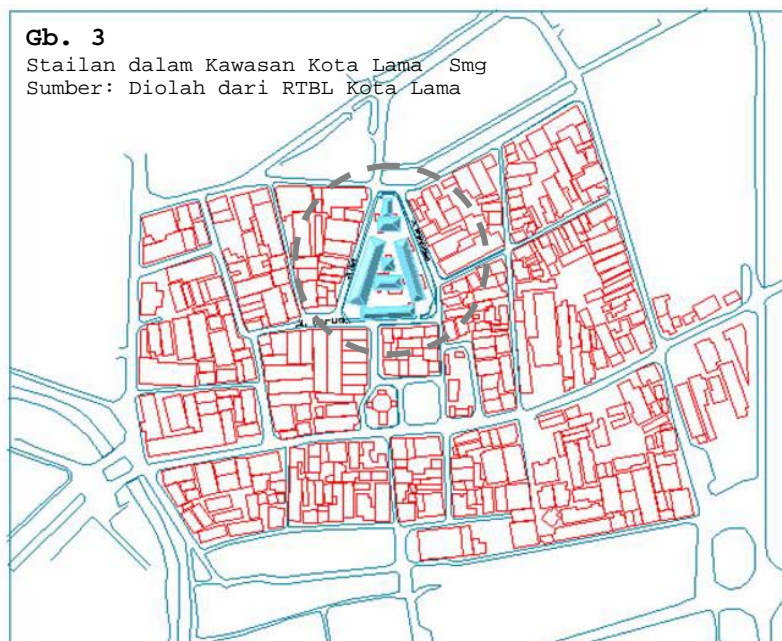 Gb. 3
Stailan dalam Kawasan Kota Lama Smg
Sumber: Diolah dari RTBL Kota Lama